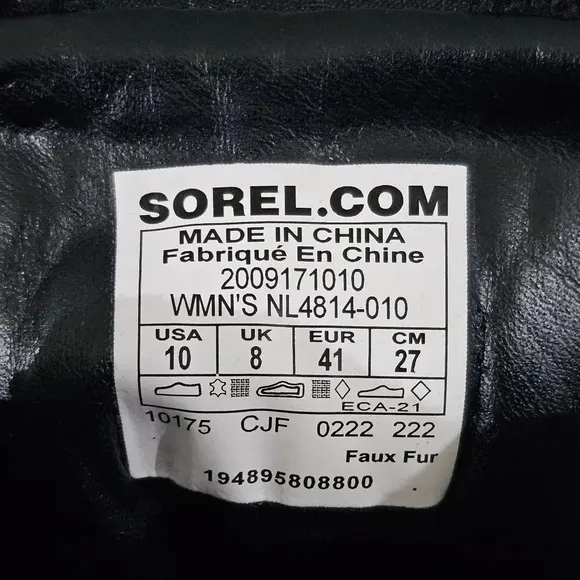 SOREL.COM
MADE IN CHINA
Fabriqué En Chine
2009171010
WMN'S NL4814-010
USA UK EUR CM
10 8 41 27
ECA-21
10175 CJF 0222 222
Faux Fur
194895808800